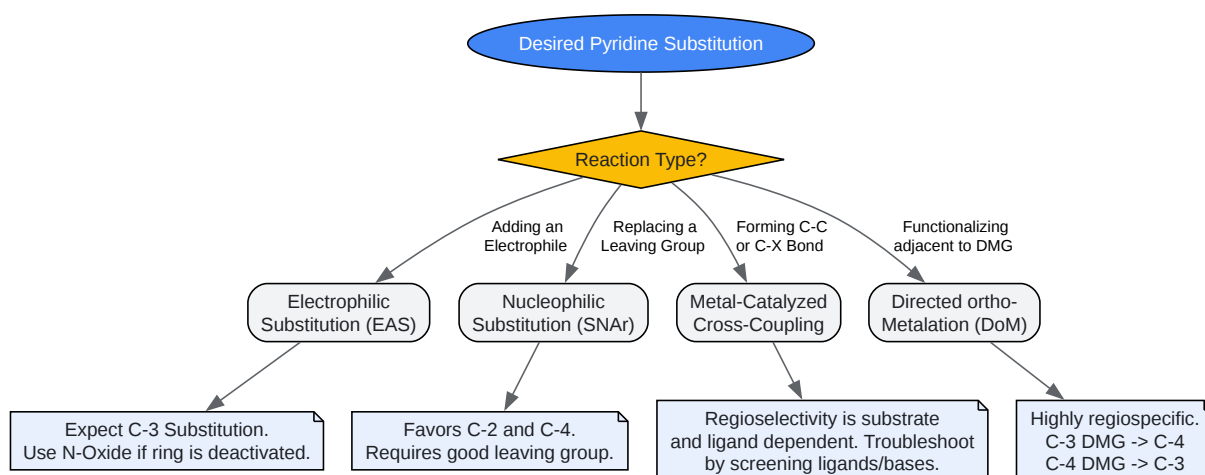 Desired Pyridine Substitution
Reaction Type?
Adding an
Electrophile
Replacing a
Leaving Group
Forming C-C
or C-X Bond
Functionalizing
adjacent to DMG
Electrophilic
Substitution (EAS)
Nucleophilic
Substitution (SNAr)
Metal-Catalyzed
Cross-Coupling
Directed ortho-
Metalation (DoM)
Expect C-3 Substitution.
Use N-Oxide if ring is deactivated.
Favors C-2 and C-4.
Requires good leaving group.
Regioselectivity is substrate
and ligand dependent. Troubleshoot
by screening ligands/bases.
Highly regiospecific.
C-3 DMG -> C-4
C-4 DMG -> C-3